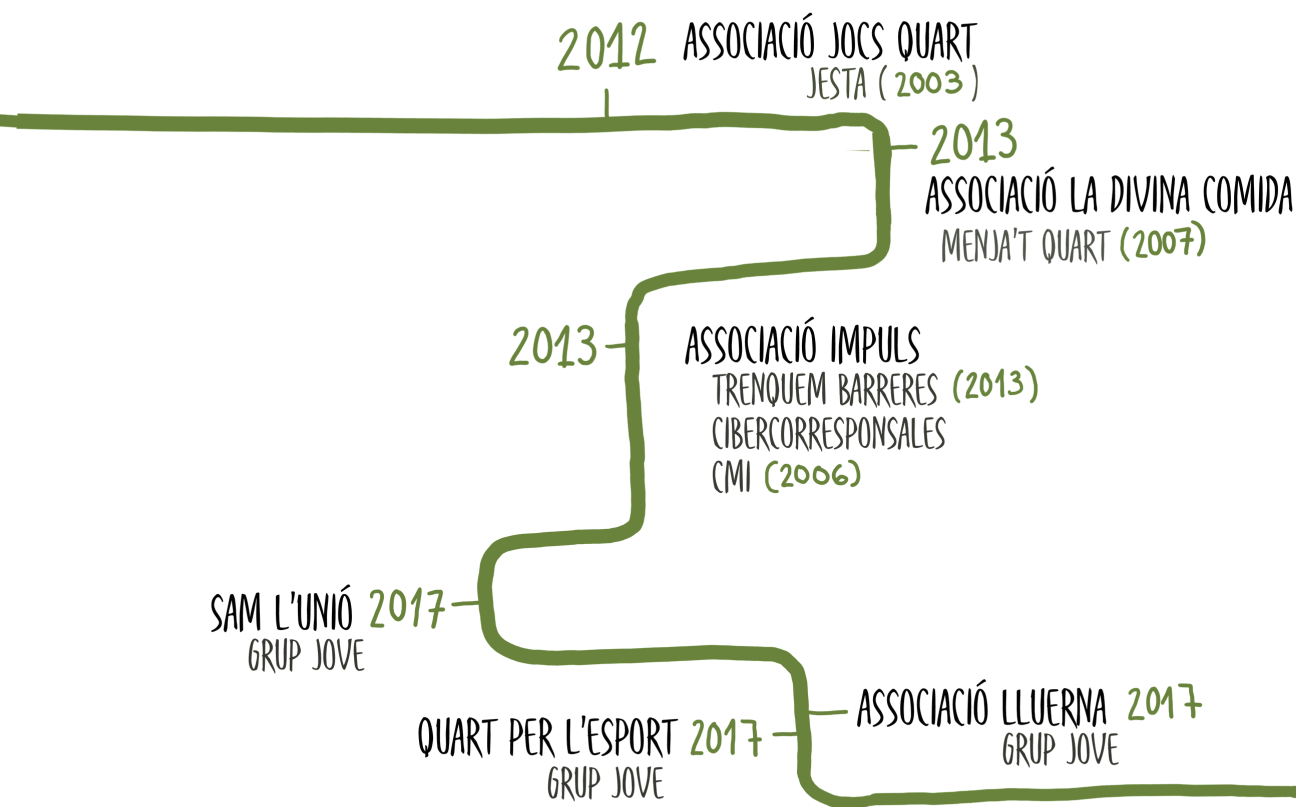 2012 ASSOCIACIÓ JOCS QUART
JESTA (2003)
2013
ASSOCIACIÓ LA DIVINA COMIDA
MENJA'T QUART (2007)
2013 ASSOCIACIÓ IMPULS
TRENQUEM BARRERES (2013)
CIBERCORRESPONSALES
CMI (2006)
SAM L'UNIÓ 2017
GRUP JOVE
ASSOCIACIÓ LLUERNA 2017
GRUP JOVE
QUART PER L'ESPORT 2017
GRUP JOVE